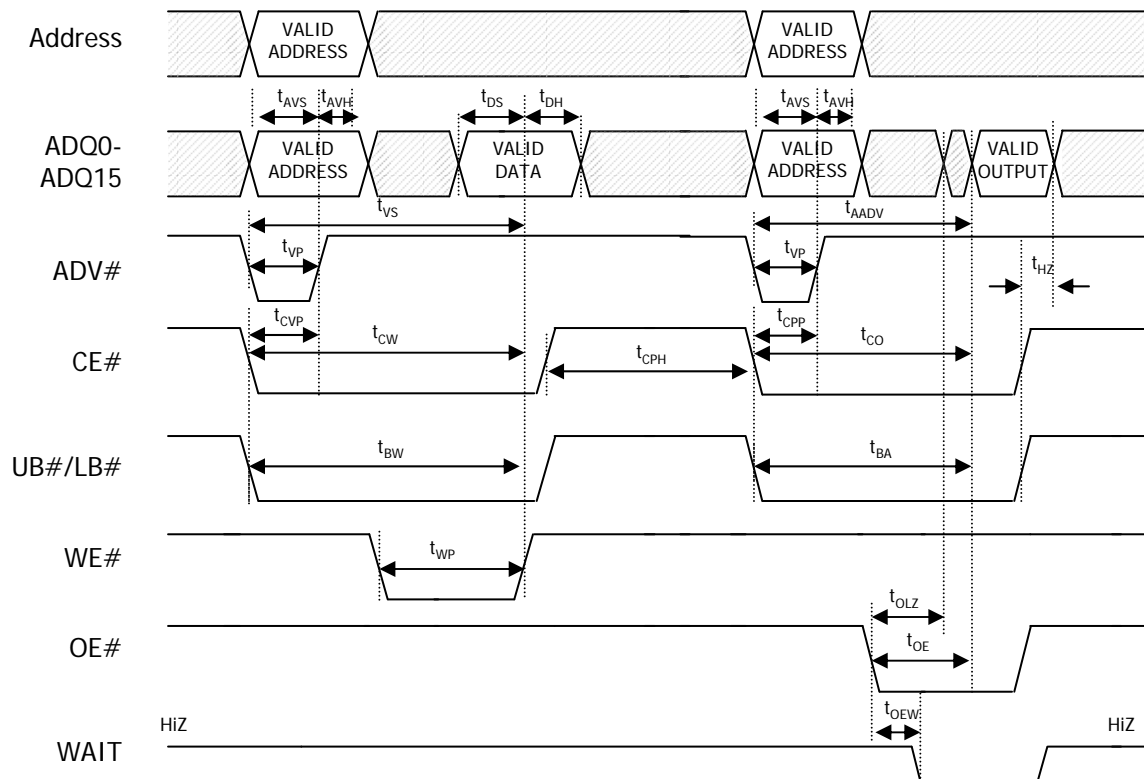 Address
VALID
ADDRESS
VALID
ADDRESS
tAVS tAVH tDS tDH tAVS tAVH
ADQ0-
ADQ15
VALID
ADDRESS
VALID
DATA
VALID
ADDRESS
VALID
OUTPUT
tVS tAADV
ADV#
tVP tVP tHZ
CE#
tCVP tCW tCPH tCPP tCO
UB#/LB#
tBW tBA
WE#
tWP
OE#
tOLZ
tOE
tOEW
HiZ HiZ
WAIT